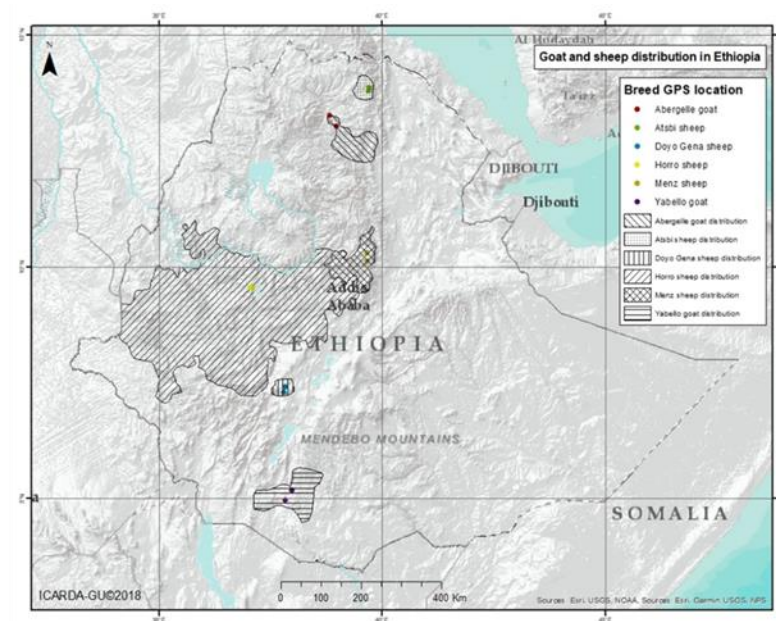 Goat and sheep distribution in Ethiopia
N
Al Hudaydah
Ta'izz
Breed GPS location
Abergelle goat
Atsbi sheep
Doyo Gena sheep
Horro sheep
Menz sheep
Yabello goat
Abergelle goat distribution
Atsbi sheep distribution
Doyo Gena sheep distribution
Horro sheep distribution
Menz sheep distribution
Yabello goat distribution
DJIBOUTI
Djibouti
Addis
Ababa
ETHIOPIA
MENDEBO MOUNTAINS
SOMALIA
ICARDA-GU©2018
0 100 200 400 Km
Sources: Esri, USGS, NOAA, Sources: Esri, Garmin, USGS, NPS